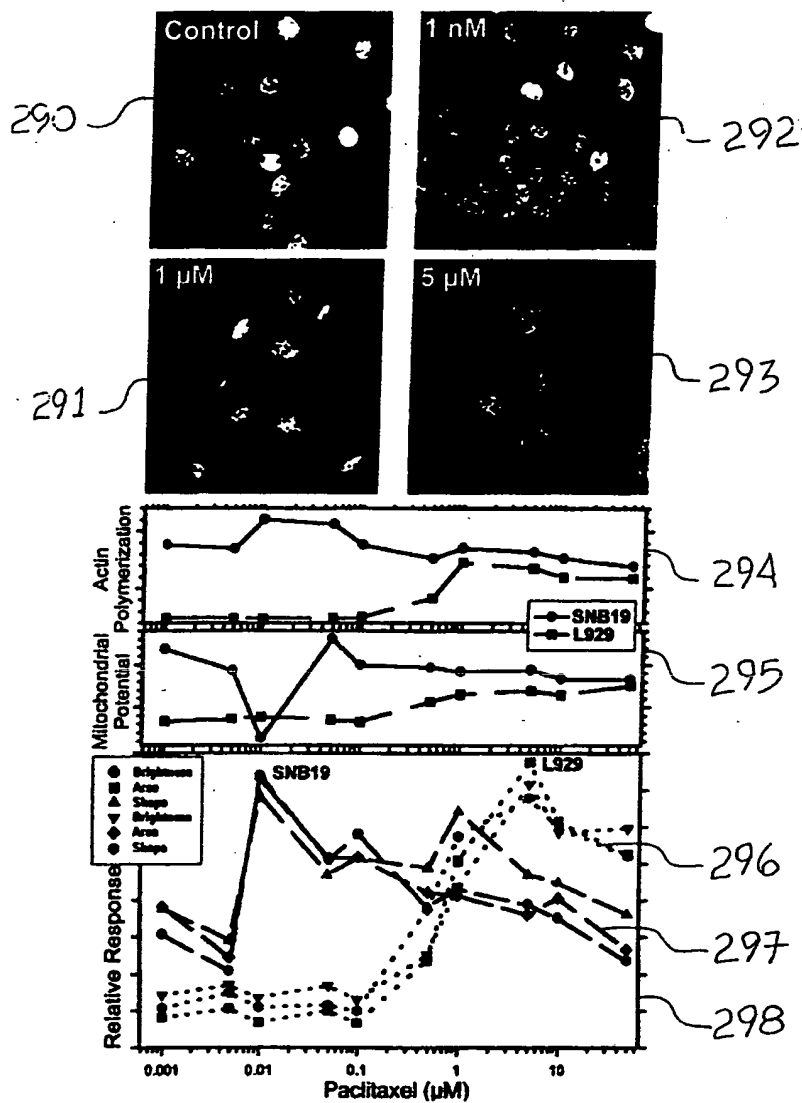 Control
1 nM
290
292
1 µM
5 µM
291
293
Actin Polymerization
294
SNB19
L929
Mitochondrial Potential
295
Brightness
Area
Shape
Brightness
Area
Shape
SNB19
L929
296
297
298
Relative Response
0.001
0.01
0.1
1
10
Paclitaxel (µM)